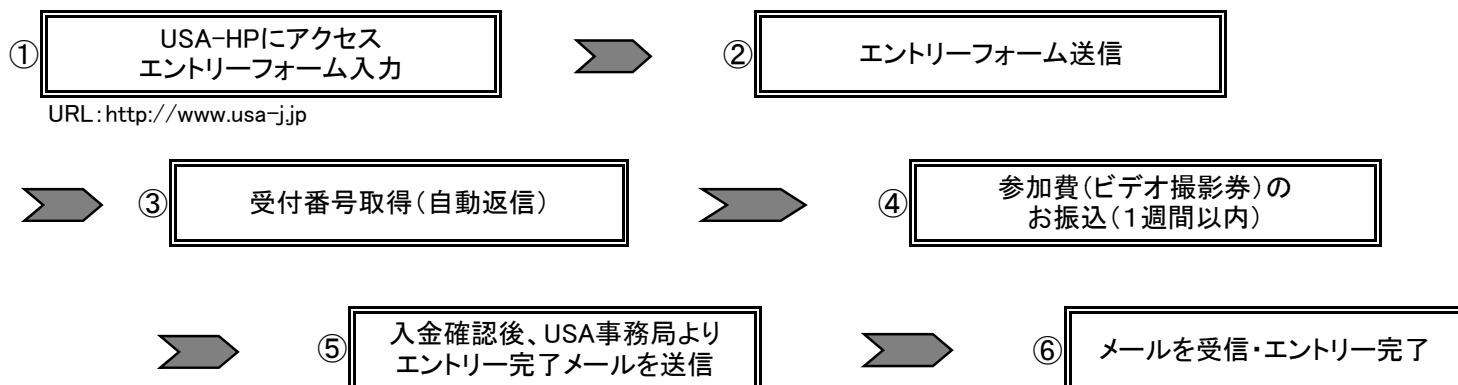 ① USA-HPにアクセス
エントリーフォーム入力
② エントリーフォーム送信
URL：http://www.usa-j.jp
③ 受付番号取得（自動返信）
④ 参加費（ビデオ撮影券）の
お振込（１週間以内）
⑤ 入金確認後、USA事務局より
エントリー完了メールを送信
⑥ メールを受信・エントリー完了